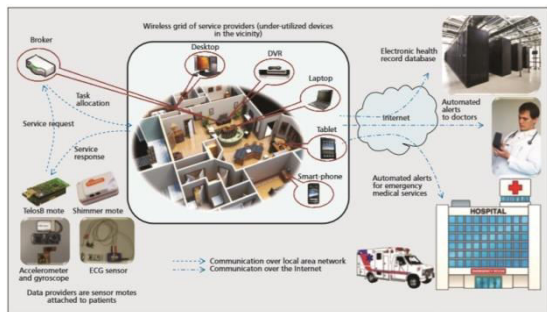 Wireless grid of service providers (under-utilized devices
in the vicinity)
Broker
Desktop
DVR
Laptop
Tablet
Smart-phone
Task
allocation
Service request
Service
response
TelosB mote
Shimmer mote
Accelerometer
and gyroscope
ECG sensor
Data providers are sensor motes
attached to patients
Internet
Electronic health
record database
Automated
alerts
to doctors
Automated alerts
for emergency
medical services
HOSPITAL
Communication over local area network
Communicaton over the Internet